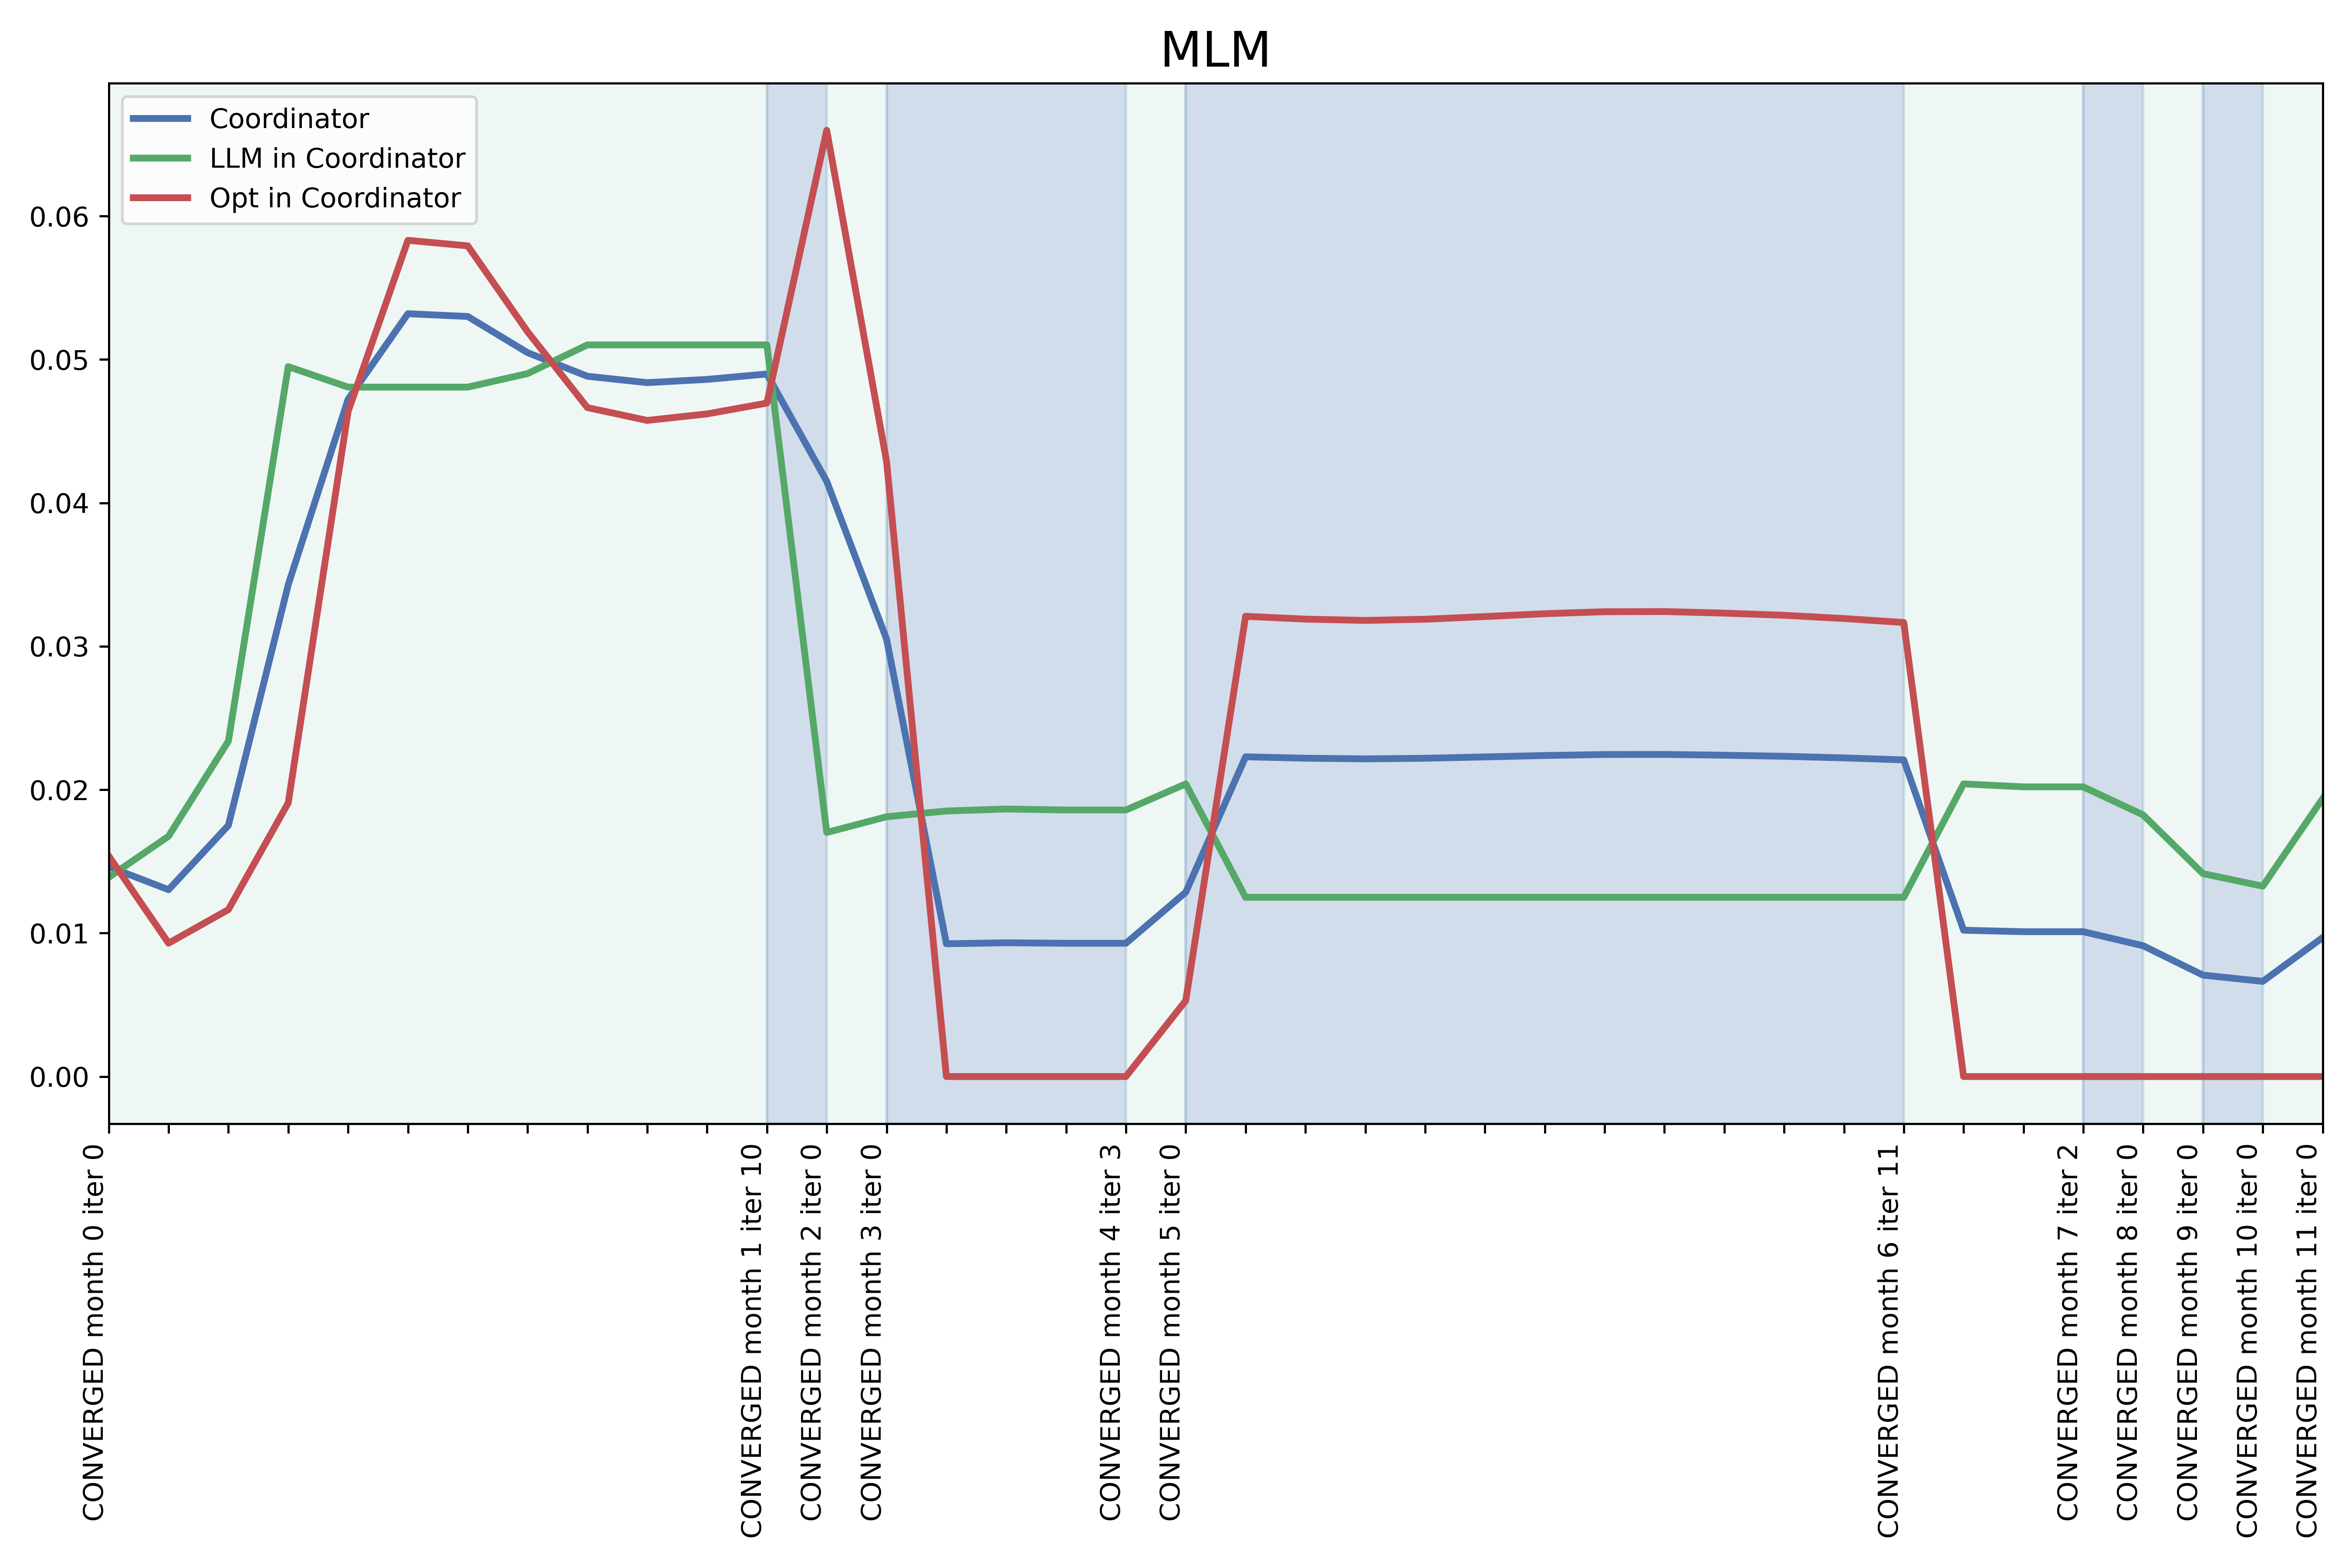 MLM
Coordinator
LLM in Coordinator
Opt in Coordinator
0.06
0.05
0.04
0.03
0.02
0.01
0.00
CONVERGED month 0 iter 0
CONVERGED month 1 iter 10
CONVERGED month 2 iter 0
CONVERGED month 3 iter 0
CONVERGED month 4 iter 3
CONVERGED month 5 iter 0
CONVERGED month 6 iter 11
CONVERGED month 7 iter 2
CONVERGED month 8 iter 0
CONVERGED month 9 iter 0
CONVERGED month 10 iter 0
CONVERGED month 11 iter 0